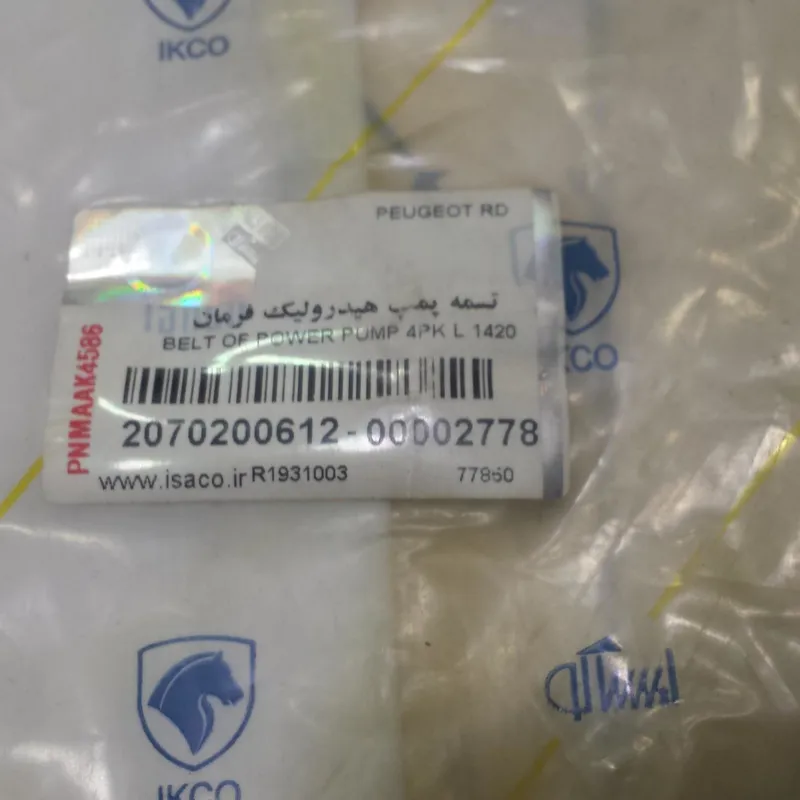 IKCO
PEUGEOT RD
تسمه پمپ هیدرولیک فرمان
BELT OF POWER PUMP 4PK L 1420
PNMAAK4586
2070200612-00002778
www.isaco.ir R1931003
77860
IKCO
ایساکو
IKCO